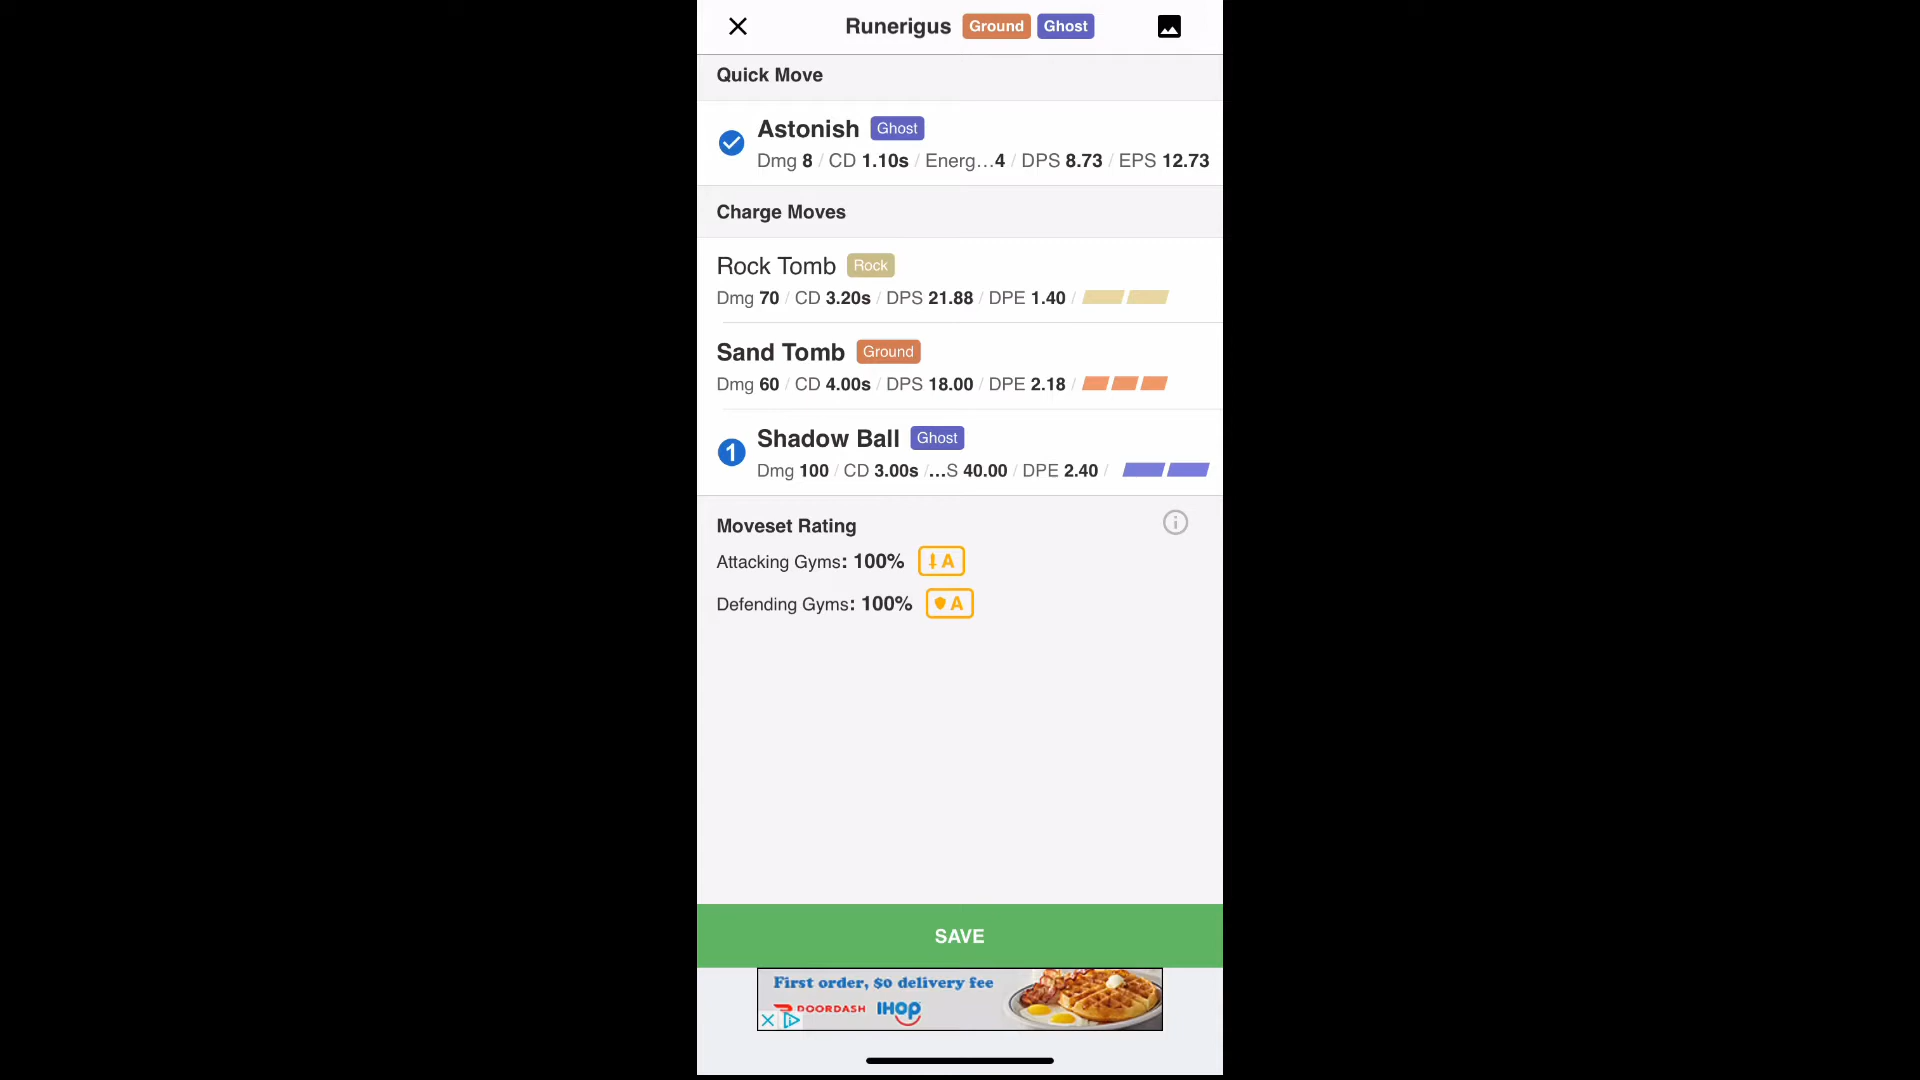 Runerigus Ground Ghost
Quick Move
Astonish Ghost
Dmg 8 / CD 1.10s / Energ…4 / DPS 8.73 / EPS 12.73
Charge Moves
Rock Tomb Rock
Dmg 70 / CD 3.20s / DPS 21.88 / DPE 1.40 /
Sand Tomb Ground
Dmg 60 / CD 4.00s / DPS 18.00 / DPE 2.18 /
1 Shadow Ball Ghost
Dmg 100 / CD 3.00s /…S 40.00 / DPE 2.40 /
Moveset Rating
Attacking Gyms: 100% A
Defending Gyms: 100% A
SAVE
First order, $0 delivery fee
DOORDASH IHOP